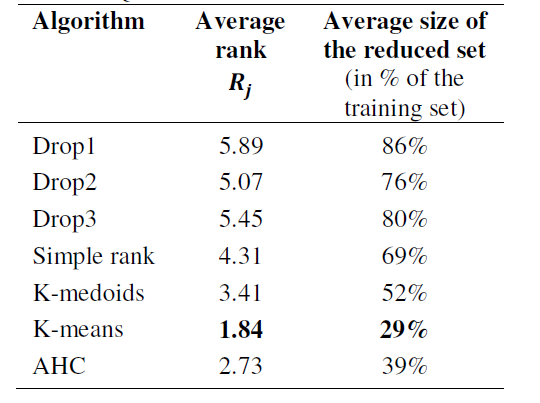 Algorithm Average rank Rj Average size of the reduced set (in % of the training set)
Drop1 5.89 86%
Drop2 5.07 76%
Drop3 5.45 80%
Simple rank 4.31 69%
K-medoids 3.41 52%
K-means 1.84 29%
AHC 2.73 39%